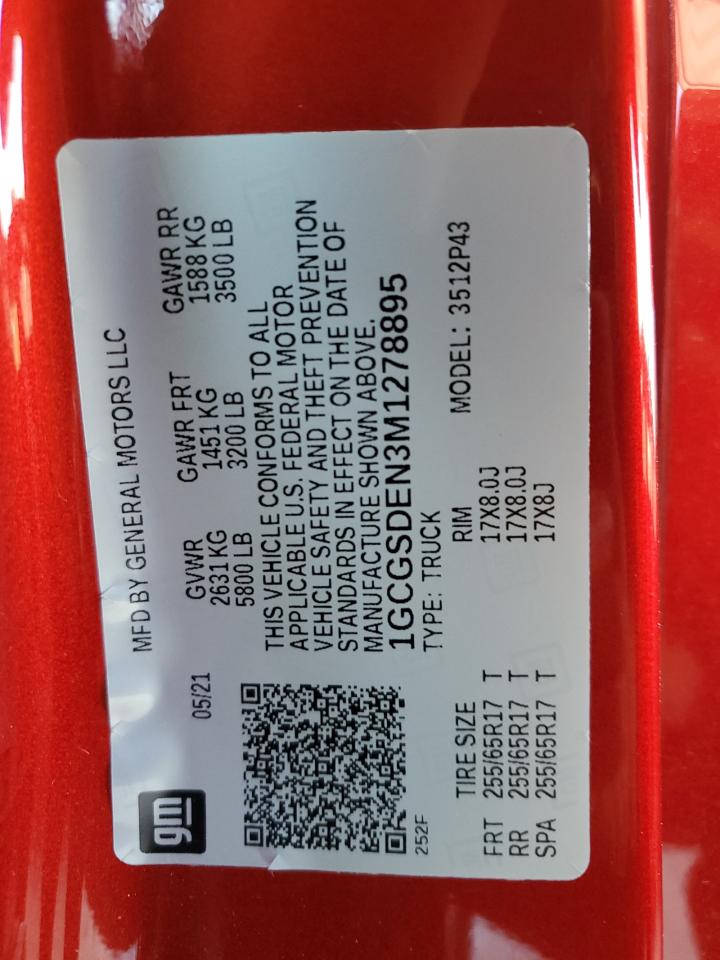 gm
MFD BY GENERAL MOTORS LLC
05/21
GVWR GAWR FRT GAWR RR
2631 KG 1451 KG 1588 KG
5800 LB 3200 LB 3500 LB
THIS VEHICLE CONFORMS TO ALL
APPLICABLE U.S. FEDERAL MOTOR
VEHICLE SAFETY AND THEFT PREVENTION
STANDARDS IN EFFECT ON THE DATE OF
MANUFACTURE SHOWN ABOVE.
1GCGSDEN3M1278895
252F
TYPE: TRUCK MODEL: 3512P43
TIRE SIZE RIM
FRT 255/65R17 T 17X8.0J
RR 255/65R17 T 17X8.0J
SPA 255/65R17 T 17X8J